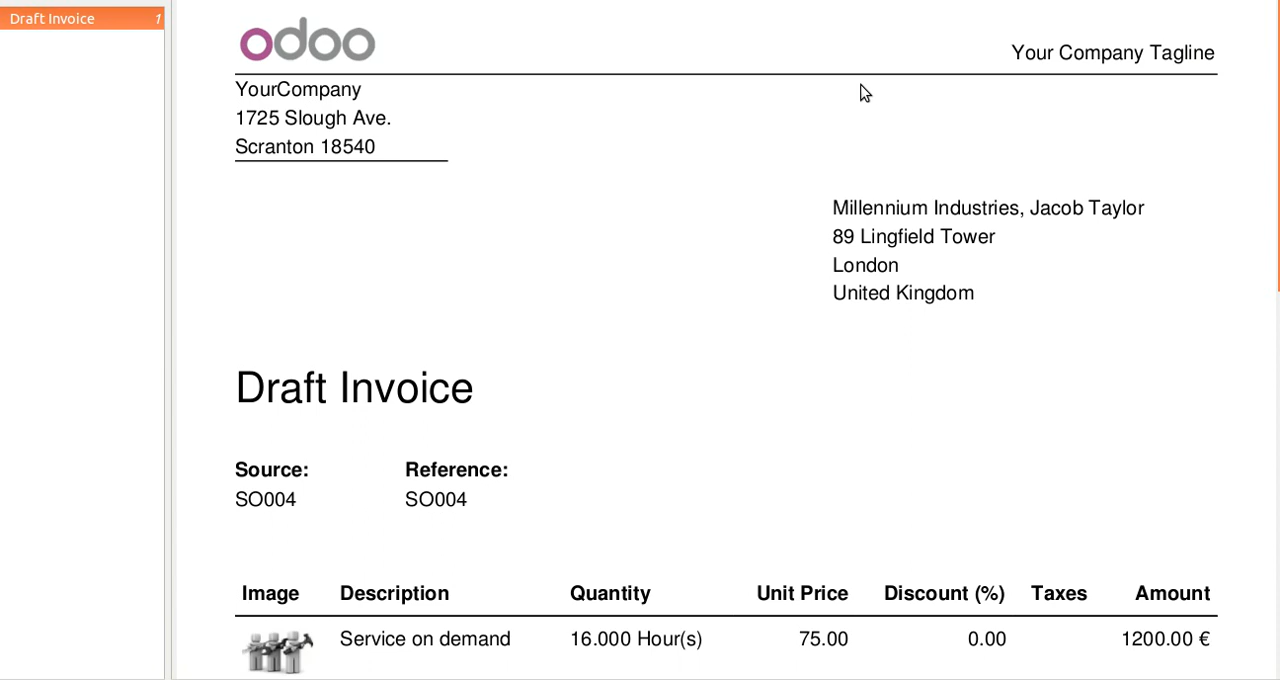 Draft Invoice 1
odoo
Your Company Tagline
YourCompany
1725 Slough Ave.
Scranton 18540
Millennium Industries, Jacob Taylor
89 Lingfield Tower
London
United Kingdom
Draft Invoice
Source: Reference:
SO004 SO004
Image Description Quantity Unit Price Discount (%) Taxes Amount
Service on demand 16.000 Hour(s) 75.00 0.00 1200.00 €